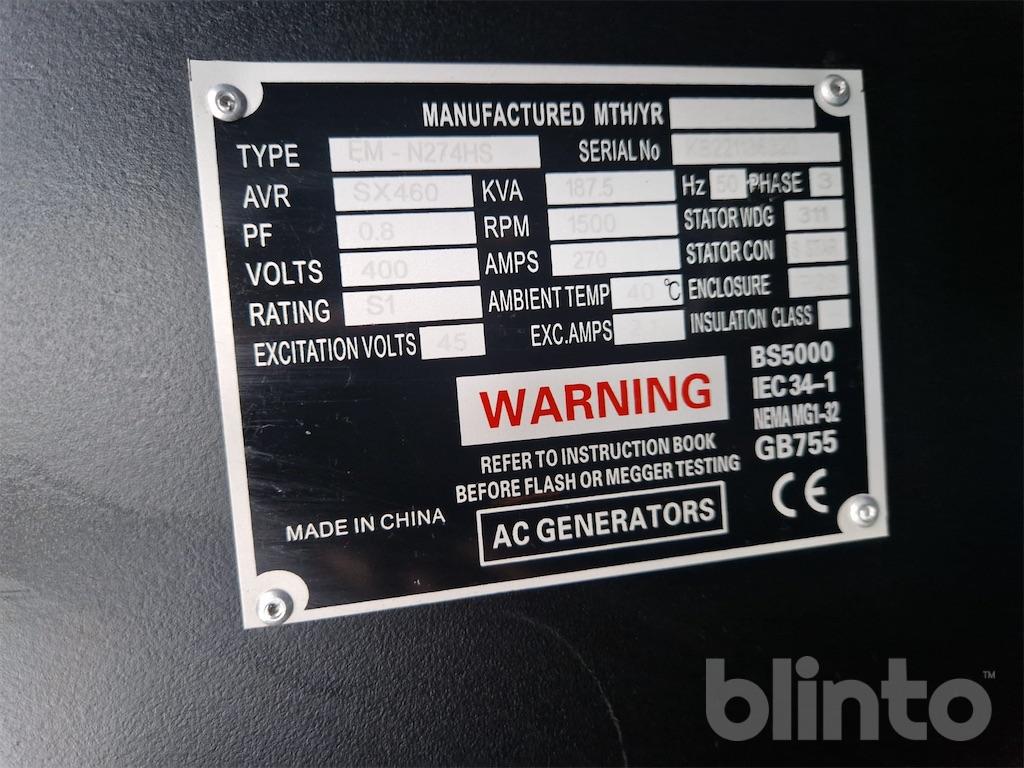 MANUFACTURED MTH/YR
TYPE EM - N274HS SERIAL No
AVR SX460 KVA 187.5 Hz 50 PHASE 3
PF 0.8 RPM 1500 STATOR WDG 311
VOLTS 400 AMPS 270 STATOR CON
RATING S1 AMBIENT TEMP 40 ℃ ENCLOSURE
EXCITATION VOLTS 45 EXC.AMPS INSULATION CLASS
WARNING
REFER TO INSTRUCTION BOOK
BEFORE FLASH OR MEGGER TESTING
BS5000
IEC 34-1
NEMA MG1-32
GB755
CE
MADE IN CHINA
AC GENERATORS
blinto™